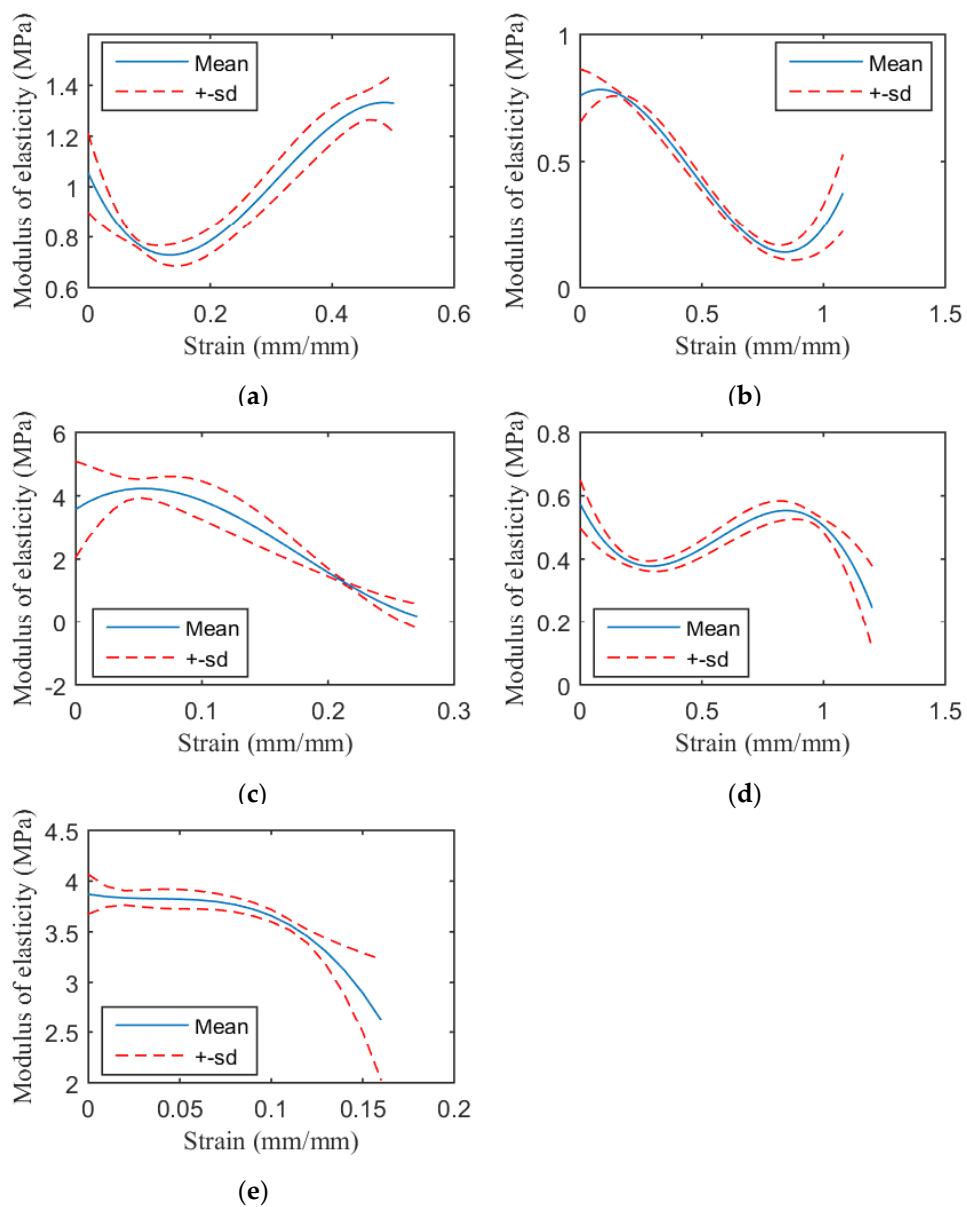 Modulus of elasticity (MPa)
1.4
1.2
1
0.8
0.6
Mean
+-sd
0 0.2 0.4 0.6
Strain (mm/mm)
(a)
Modulus of elasticity (MPa)
1
0.5
0
Mean
+-sd
0 0.5 1 1.5
Strain (mm/mm)
(b)
Modulus of elasticity (MPa)
6
4
2
0
-2
Mean
+-sd
0 0.1 0.2 0.3
Strain (mm/mm)
(c)
Modulus of elasticity (MPa)
0.8
0.6
0.4
0.2
0
Mean
+-sd
0 0.5 1 1.5
Strain (mm/mm)
(d)
Modulus of elasticity (MPa)
4.5
4
3.5
3
2.5
2
Mean
+-sd
0 0.05 0.1 0.15 0.2
Strain (mm/mm)
(e)